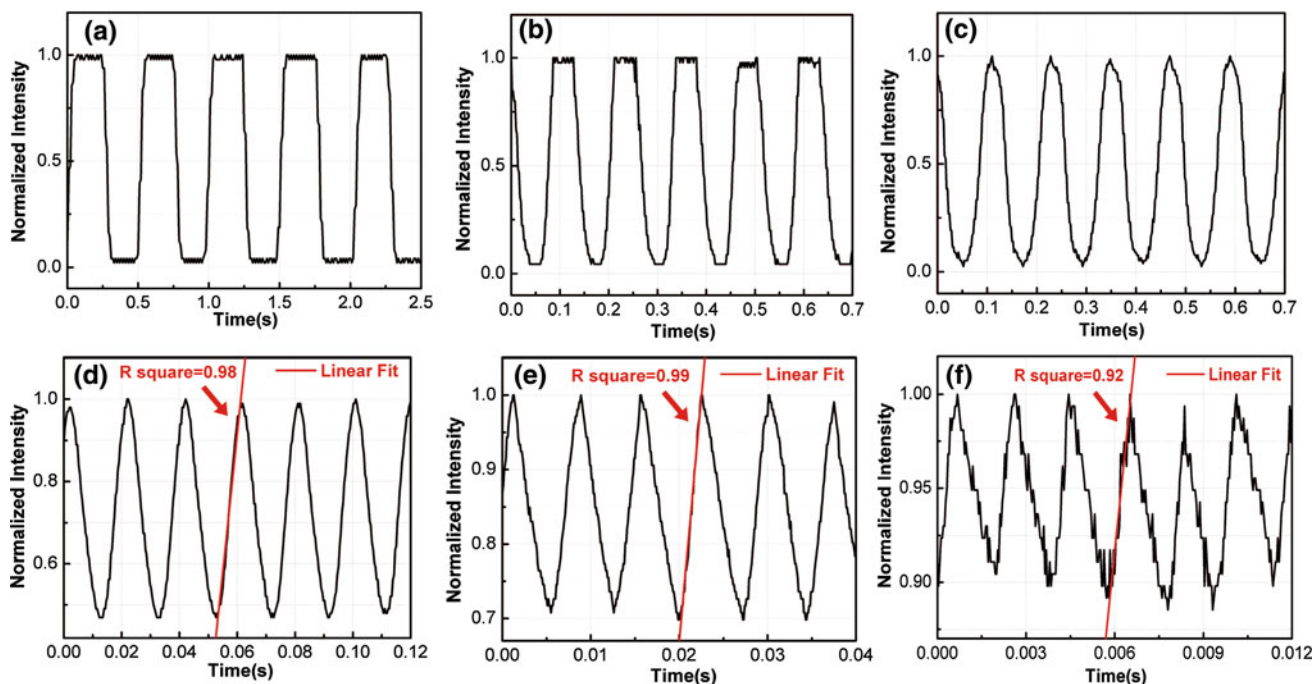 (a)
Normalized Intensity
1.0
0.5
0.0
0.0 0.5 1.0 1.5 2.0 2.5
Time(s)
(b)
Normalized Intensity
1.0
0.5
0.0
0.0 0.1 0.2 0.3 0.4 0.5 0.6 0.7
Time(s)
(c)
Normalized Intensity
1.0
0.5
0.0
0.0 0.1 0.2 0.3 0.4 0.5 0.6 0.7
Time(s)
(d)
R square=0.98
Linear Fit
Normalized Intensity
1.0
0.8
0.6
0.00 0.02 0.04 0.06 0.08 0.10 0.12
Time(s)
(e)
R square=0.99
Linear Fit
Normalized Intensity
1.0
0.9
0.8
0.7
0.00 0.01 0.02 0.03 0.04
Time(s)
(f)
R square=0.92
Linear Fit
Normalized Intensity
1.00
0.95
0.90
0.000 0.003 0.006 0.009 0.012
Time(s)